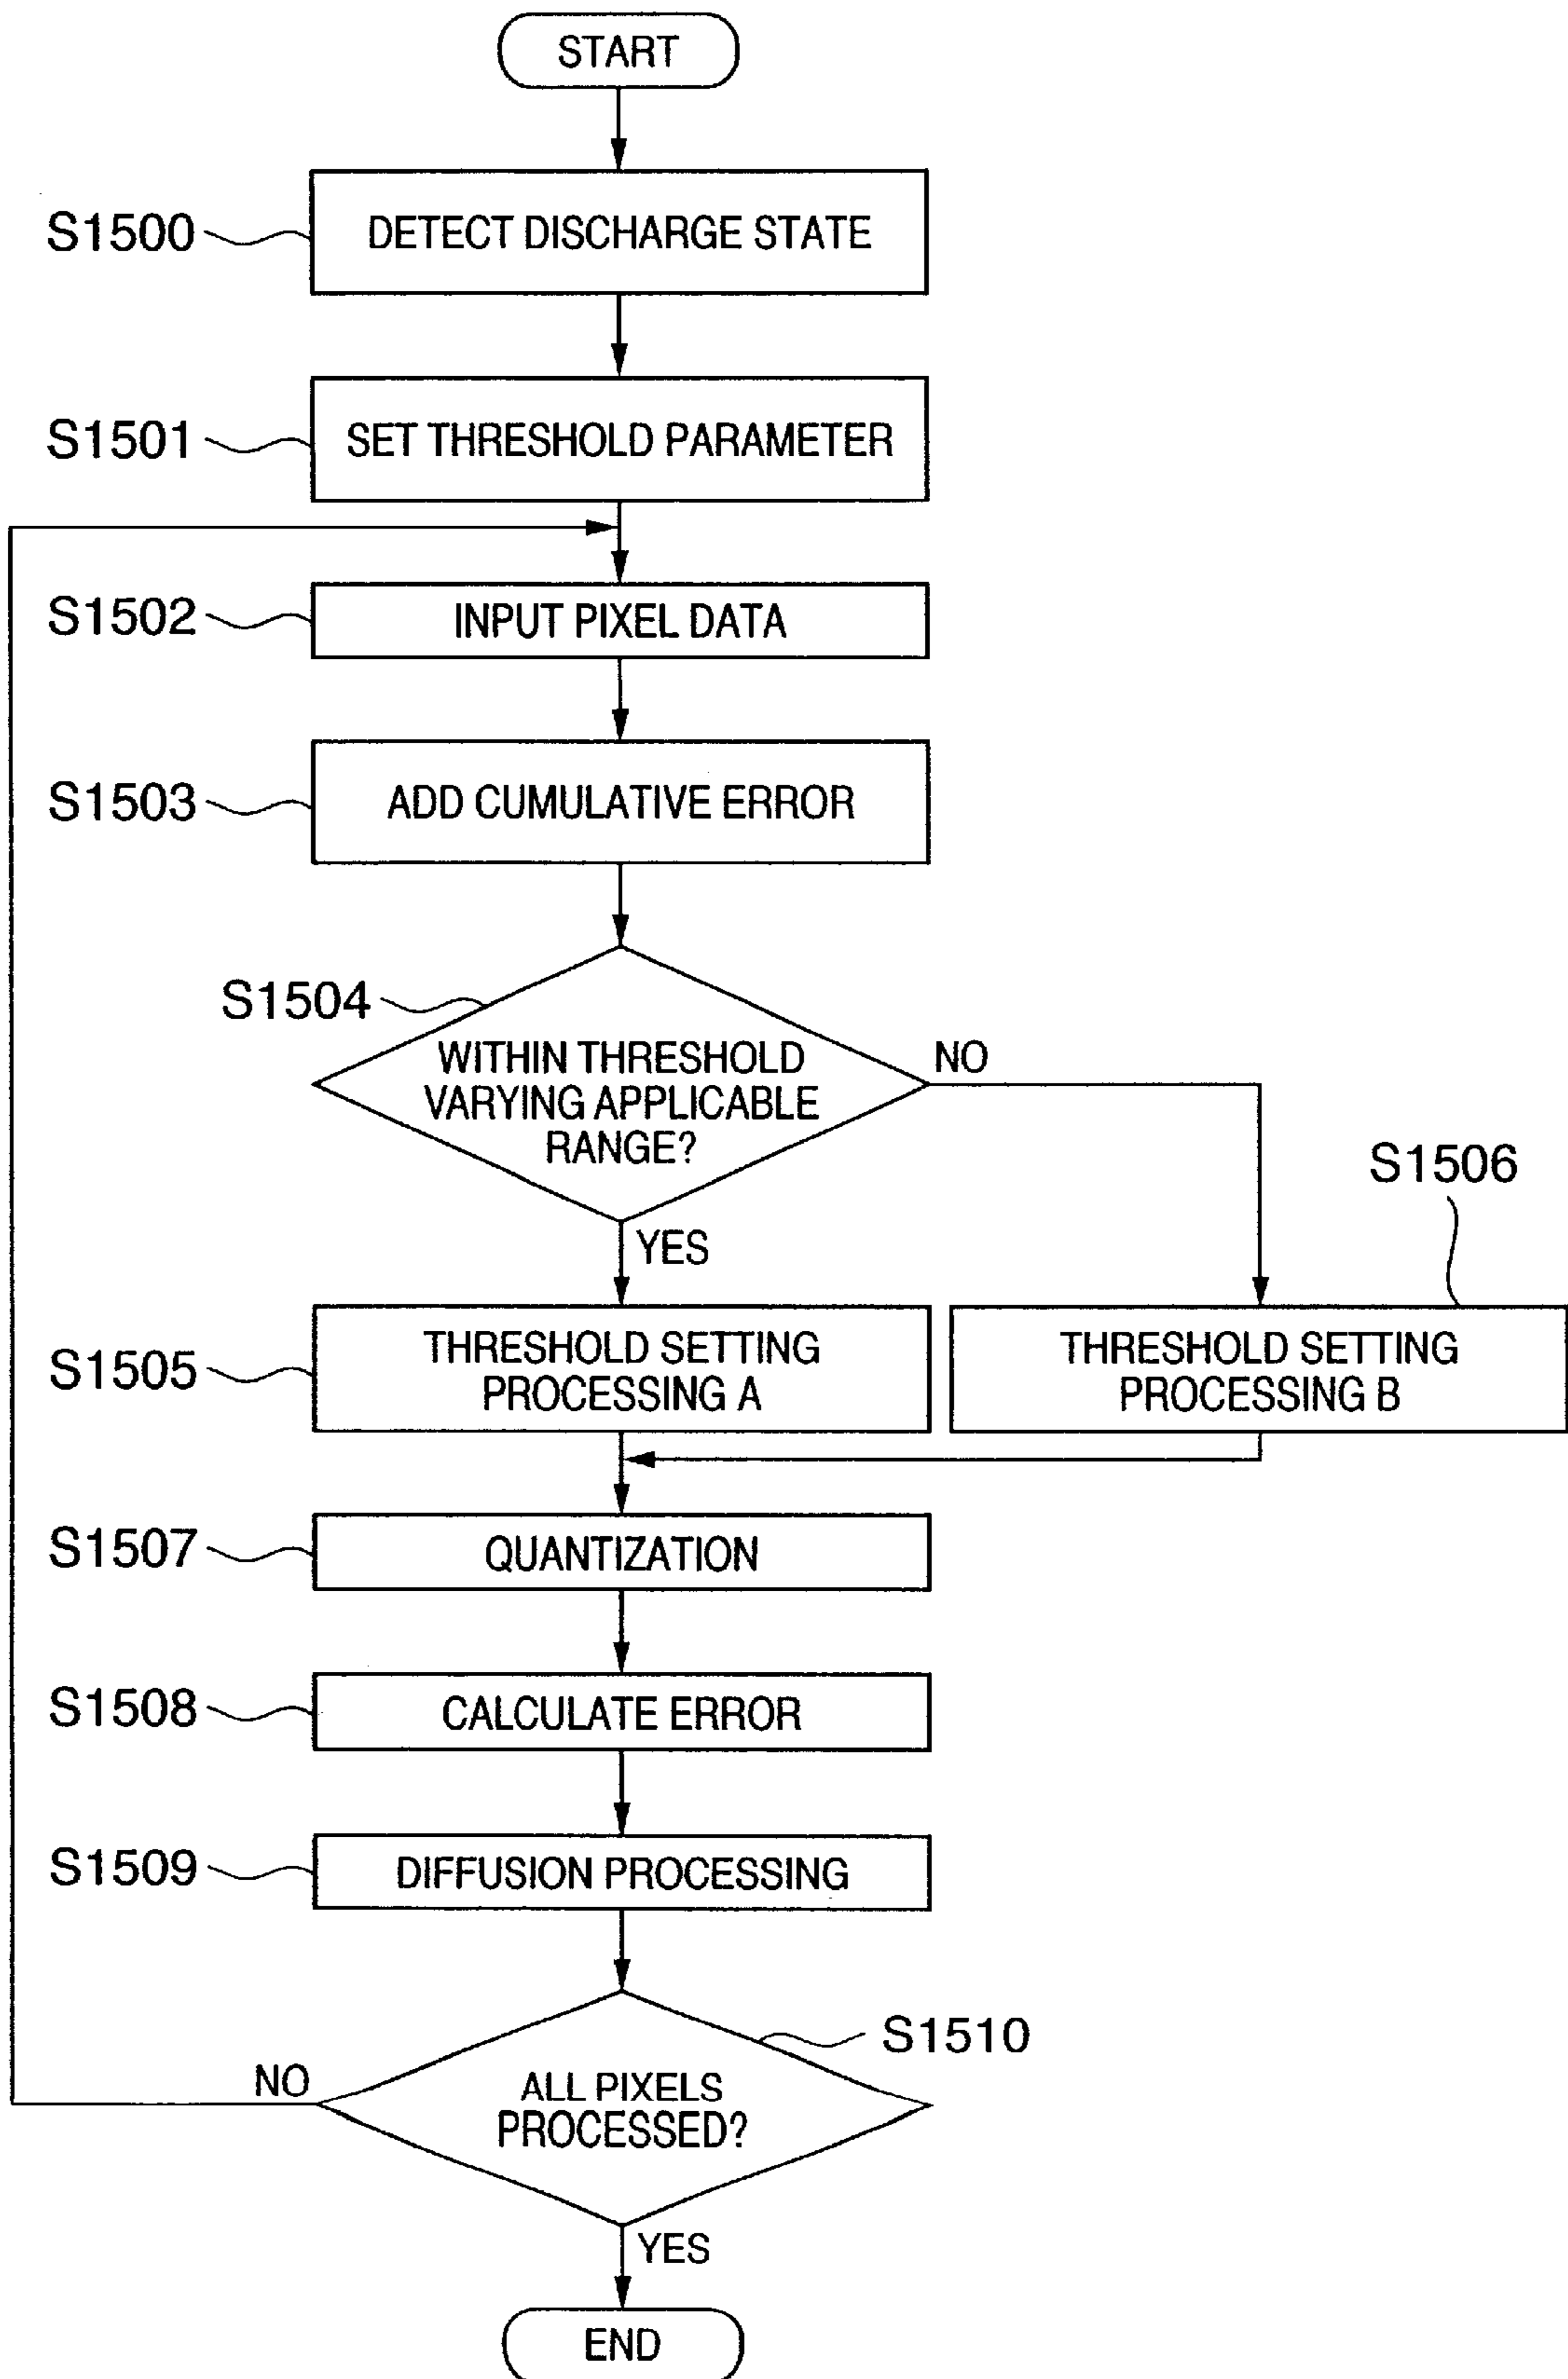 START
S1500
DETECT DISCHARGE STATE
S1501
SET THRESHOLD PARAMETER
S1502
INPUT PIXEL DATA
S1503
ADD CUMULATIVE ERROR
S1504
WITHIN THRESHOLD
VARYING APPLICABLE
RANGE?
NO
YES
S1506
S1505
THRESHOLD SETTING
PROCESSING A
THRESHOLD SETTING
PROCESSING B
S1507
QUANTIZATION
S1508
CALCULATE ERROR
S1509
DIFFUSION PROCESSING
S1510
NO
ALL PIXELS
PROCESSED?
YES
END